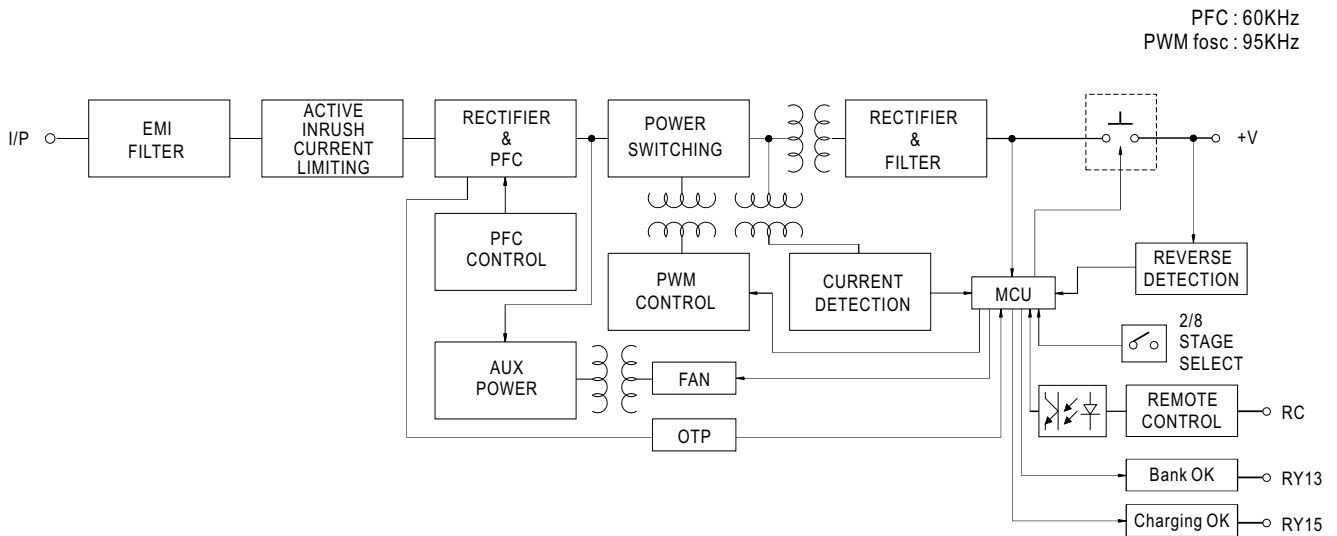 PFC : 60KHz
PWM fosc : 95KHz
I/P
EMI
FILTER
ACTIVE
INRUSH
CURRENT
LIMITING
RECTIFIER
&
PFC
POWER
SWITCHING
RECTIFIER
&
FILTER
+V
PFC
CONTROL
PWM
CONTROL
CURRENT
DETECTION
MCU
REVERSE
DETECTION
2/8
STAGE
SELECT
AUX
POWER
FAN
OTP
REMOTE
CONTROL
RC
Bank OK
RY13
Charging OK
RY15